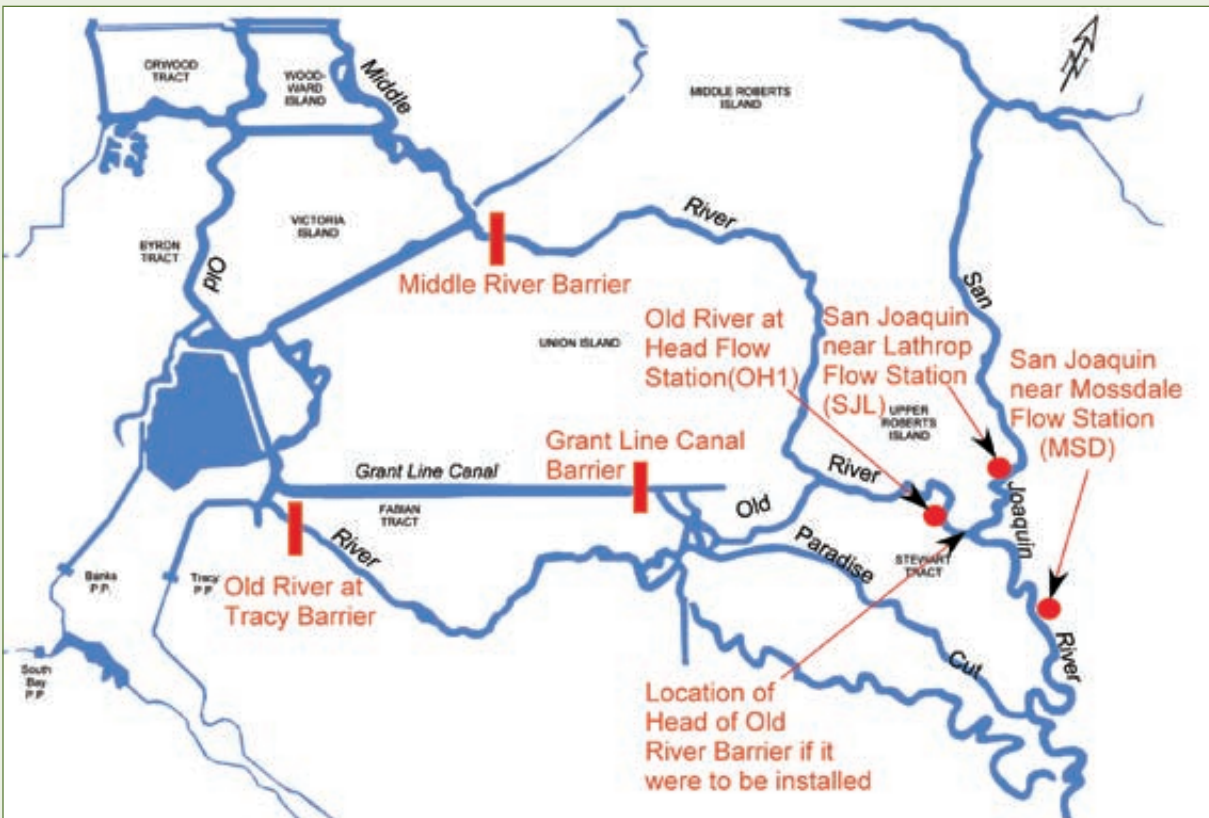 ORWOOD
TRACT
WOOD-
WARD
ISLAND
Middle
MIDDLE ROBERTS
ISLAND
N
VICTORIA
ISLAND
BYRON
TRACT
Old
River
Middle River Barrier
San
Old River at
Head Flow
Station(OH1)
San Joaquin
near Lathrop
Flow Station
(SJL)
San Joaquin
near Mossdale
Flow Station
(MSD)
UNION ISLAND
UPPER
ROBERTS
ISLAND
Grant Line Canal
Barrier
Grant Line Canal
River
Joaquin
FABIAN
TRACT
Old
River
Paradise
STEWART
TRACT
Banks
P.P.
Tracy
P.P.
Old River at
Tracy Barrier
River
Cut
South
Bay
P.P.
Location of
Head of Old
River Barrier if it
were to be installed